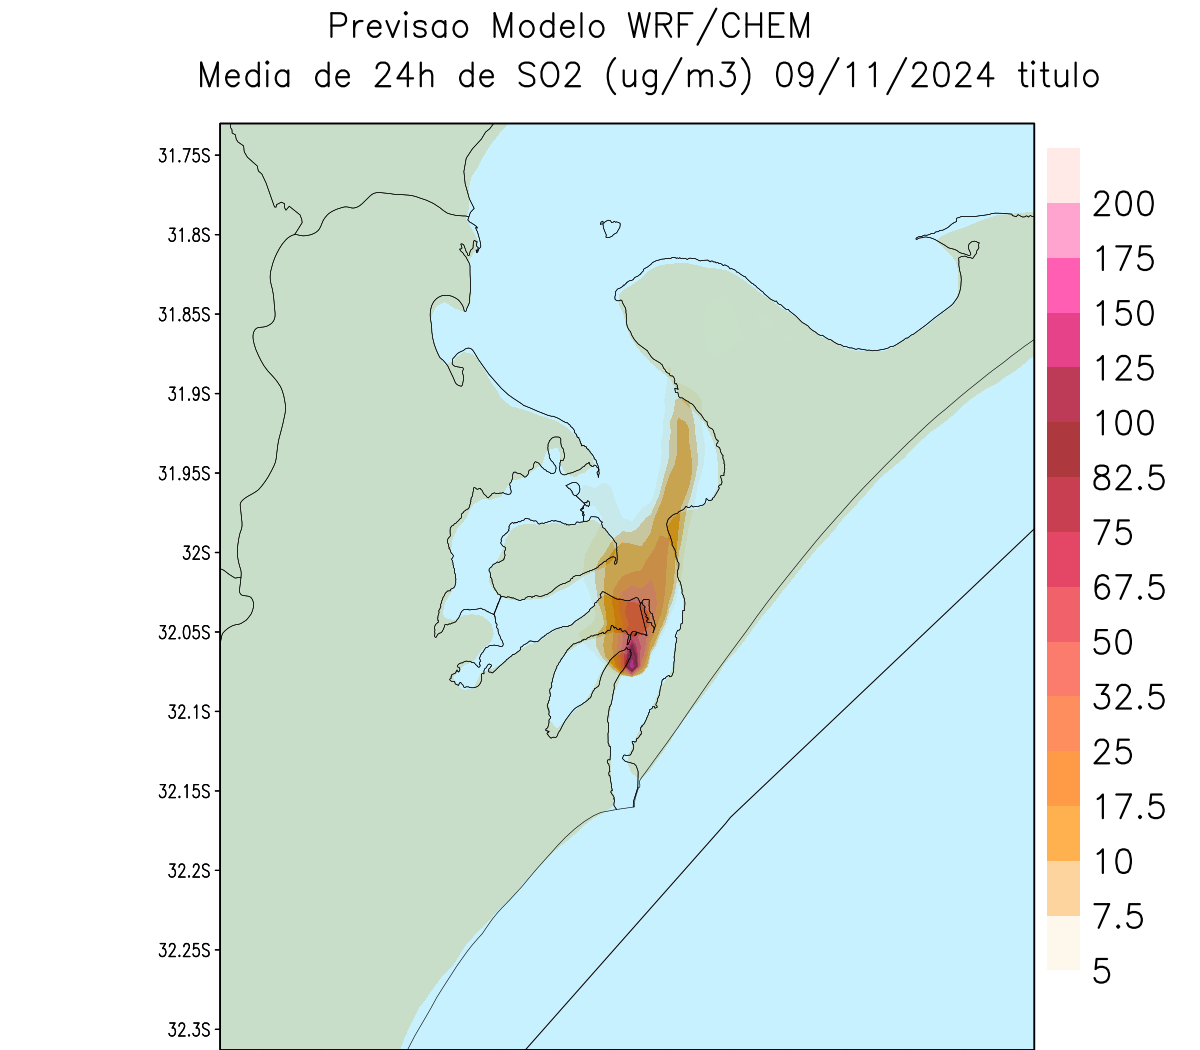 Previsao Modelo WRF/CHEM
Media de 24h de SO2 (ug/m3) 09/11/2024 titulo
31.75S
31.8S
31.85S
31.9S
31.95S
32S
32.05S
32.1S
32.15S
32.2S
32.25S
32.3S
200
175
150
125
100
82.5
75
67.5
50
32.5
25
17.5
10
7.5
5